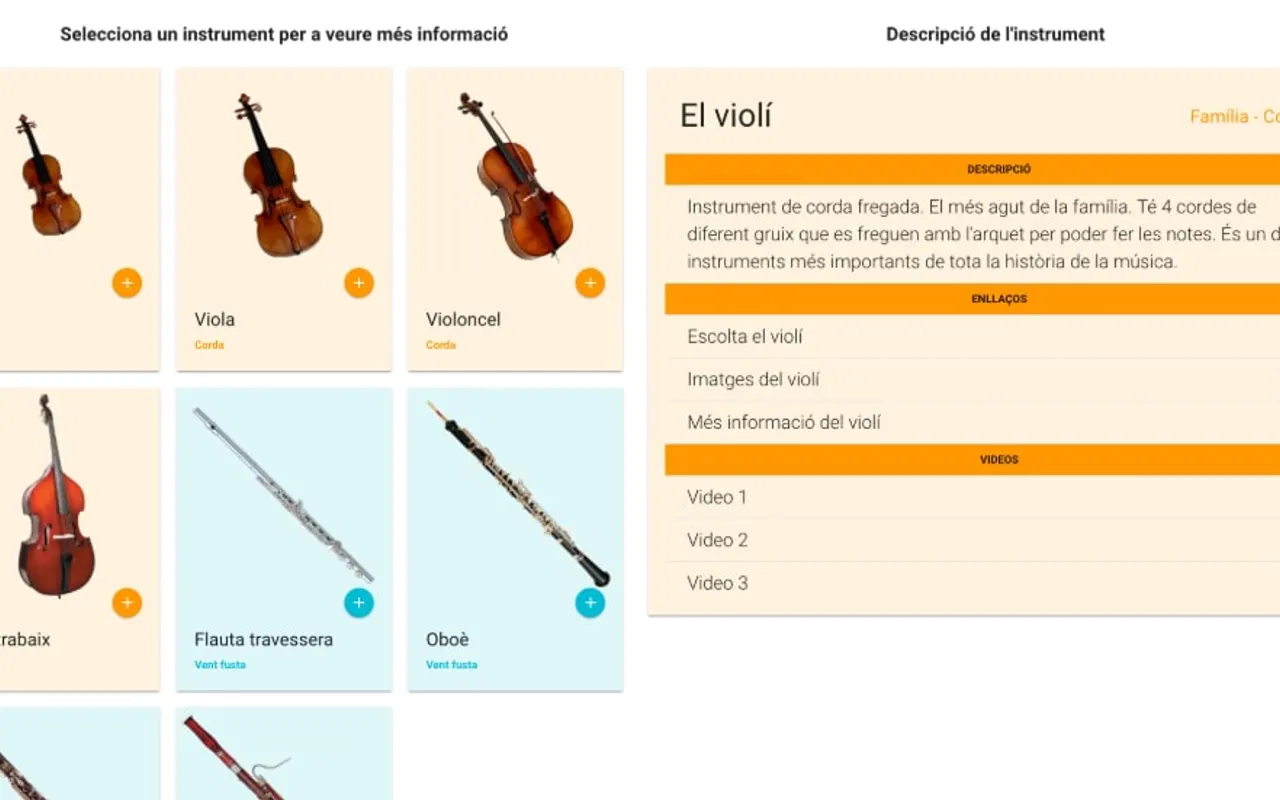 Selecciona un instrument per a veure més informació
Viola
Corda
Violoncel
Corda
rabaix
Flauta travessera
Vent fusta
Oboè
Vent fusta
Descripció de l'instrument
El violí
Família - Co
DESCRIPCIÓ
Instrument de corda fregada. El més agut de la família. Té 4 cordes de
diferent gruix que es freguen amb l'arquet per poder fer les notes. És un d
instruments més importants de tota la història de la música.
ENLLAÇOS
Escolta el violí
Imatges del violí
Més informació del violí
VIDEOS
Video 1
Video 2
Video 3